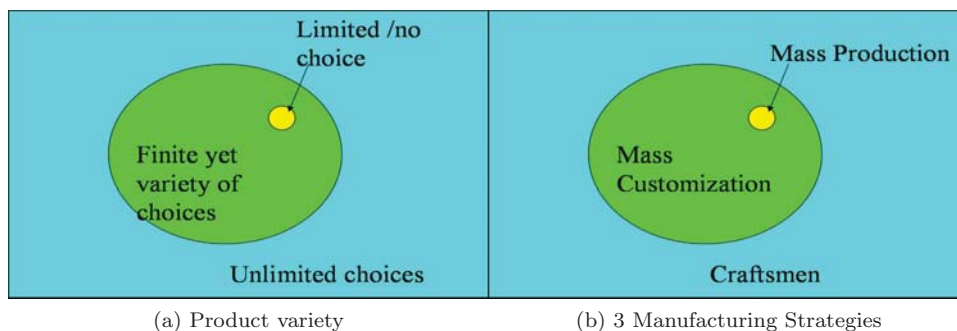 Limited /no
choice
Finite yet
variety of
choices
Unlimited choices
Mass Production
Mass
Customization
Craftsmen
(a) Product variety
(b) 3 Manufacturing Strategies